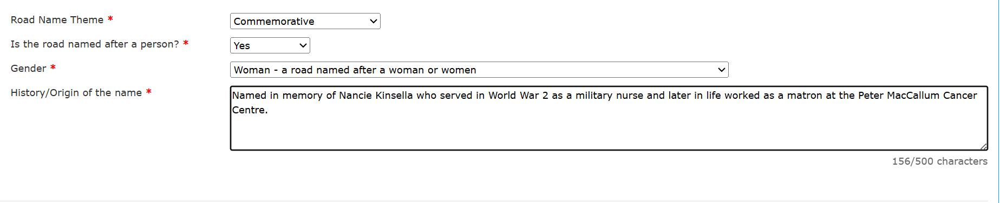 Road Name Theme *
Commemorative
Is the road named after a person? *
Yes
Gender *
Woman - a road named after a woman or women
History/Origin of the name *
Named in memory of Nancie Kinsella who served in World War 2 as a military nurse and later in life worked as a matron at the Peter MacCallum Cancer
Centre.
156/500 characters